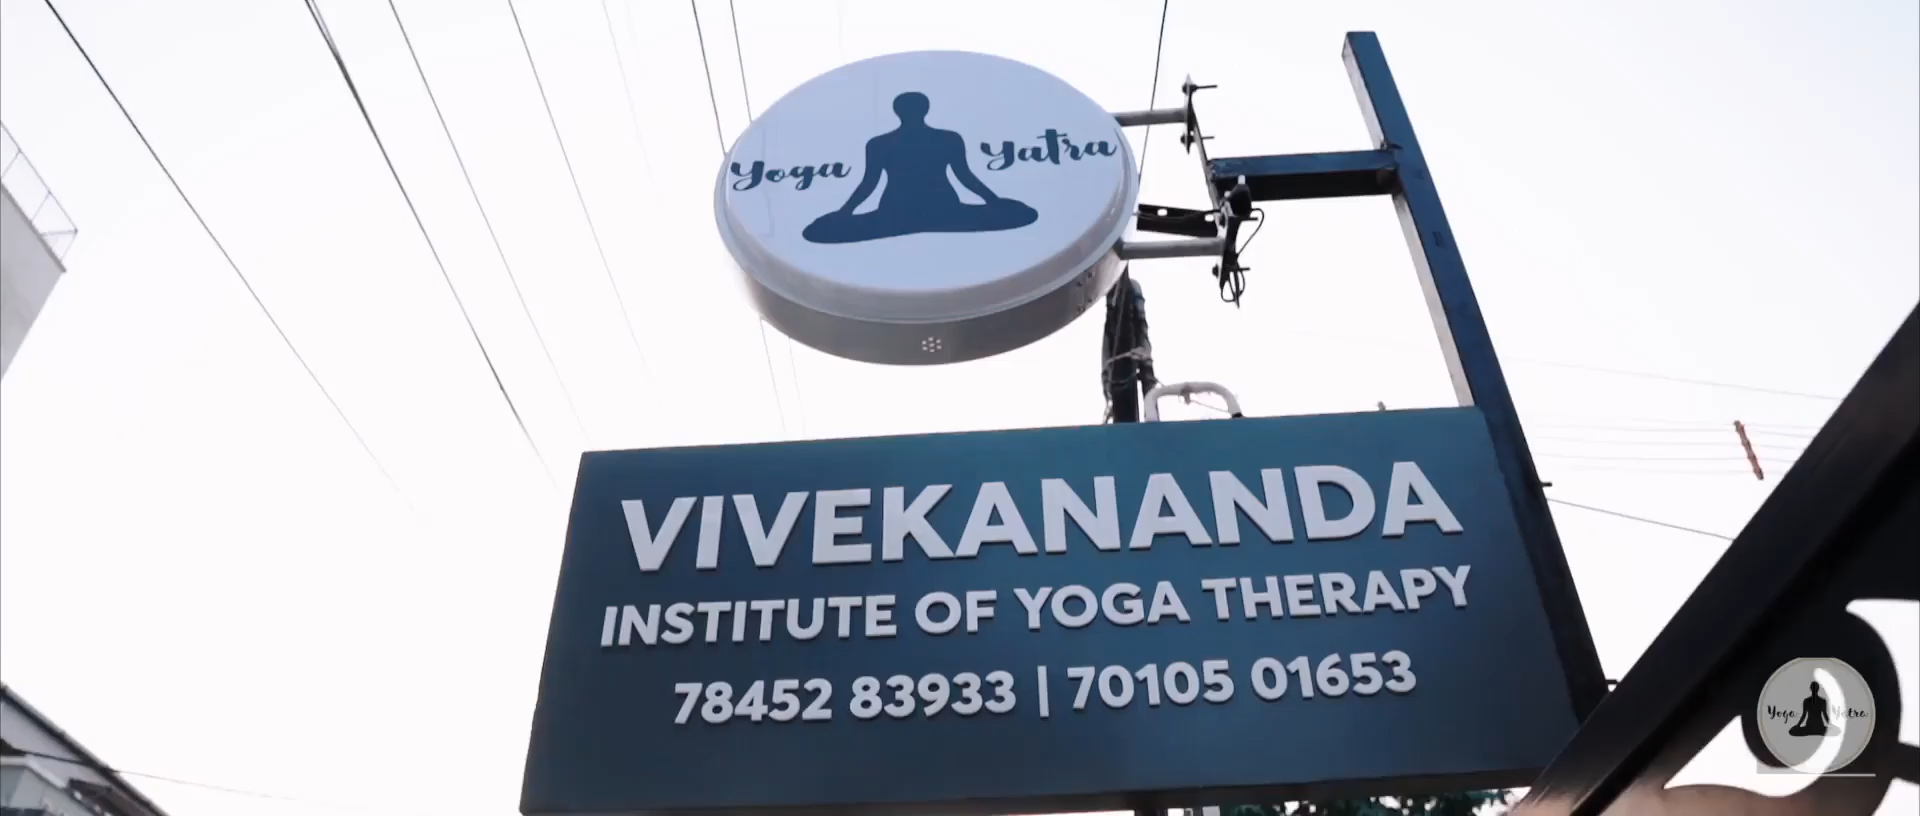 Yoga Yatra
VIVEKANANDA
INSTITUTE OF YOGA THERAPY
78452 83933 | 70105 01653
Yoga Yatra